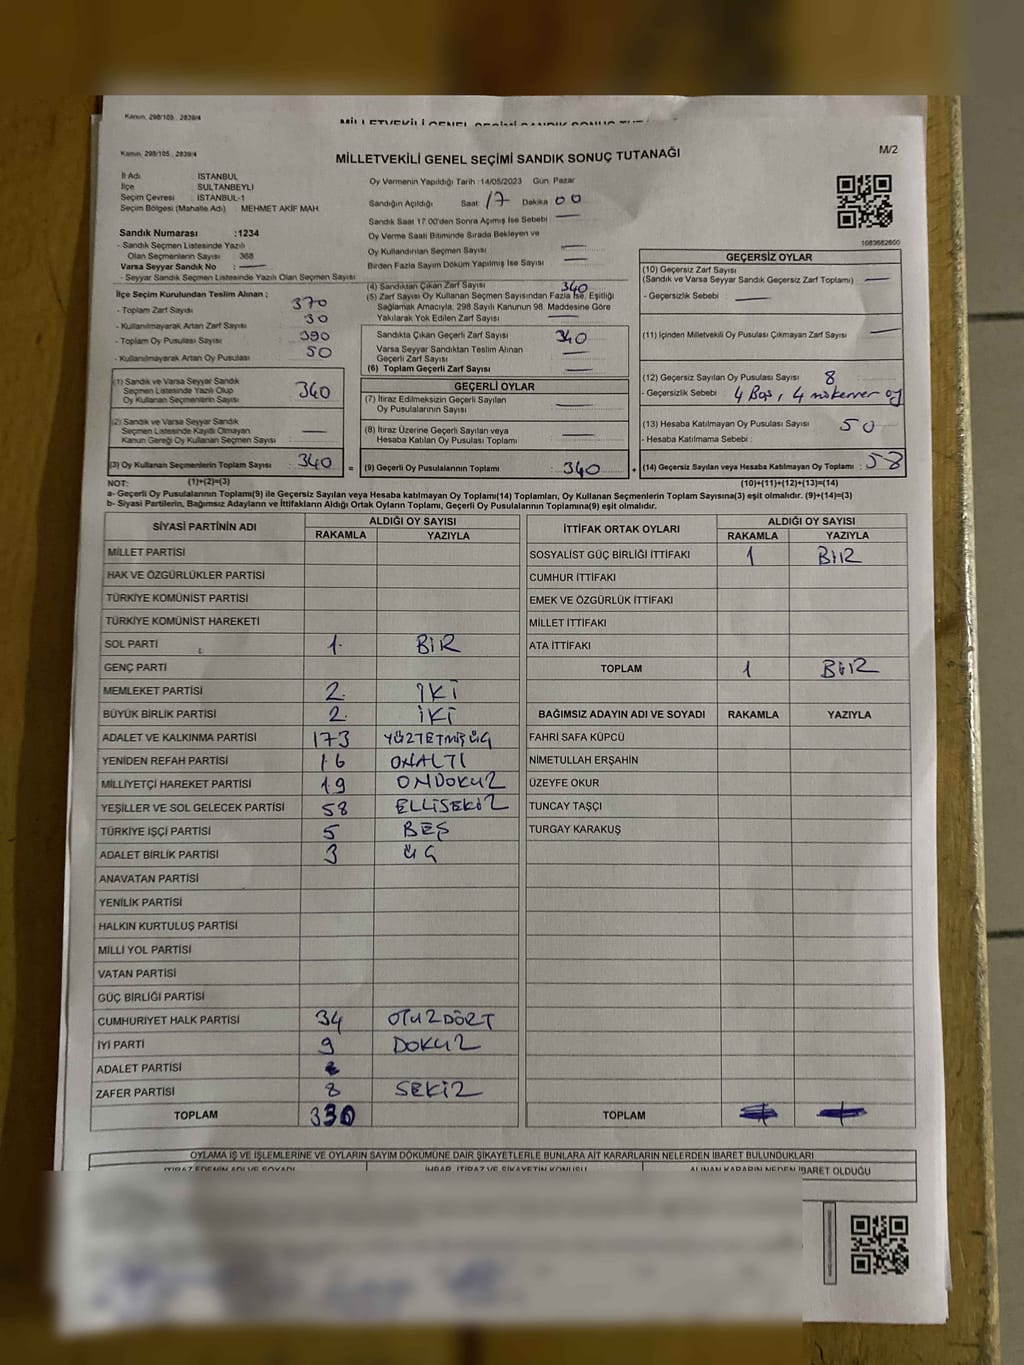 Kanun, 298/105 . 2839/4
Kanun, 298/105 . 2839/4
MİLLETVEKİLİ GENEL SEÇİMİ SANDIK SONUÇ TUTANAĞI
M/2
İl Adı : İSTANBUL
İlçe : SULTANBEYLİ
Seçim Çevresi : İSTANBUL-1
Seçim Bölgesi (Mahalle Adı) : MEHMET AKİF MAH
Oy Vermenin Yapıldığı Tarih :14/05/2023 Gün: Pazar
Sandığın Açıldığı Saat : 17 Dakika 00
Sandık Saat 17.00'den Sonra Açımış İse Sebebi —
Oy Verme Saati Bitiminde Sırada Bekleyen ve
Oy Kullandırılan Seçmen Sayısı —
Birden Fazla Sayım Döküm Yapılmış İse Sayısı —
Sandık Numarası :1234
- Sandık Seçmen Listesinde Yazılı
Olan Seçmenlerin Sayısı 368
Varsa Seyyar Sandık No : —
- Seyyar Sandık Seçmen Listesinde Yazılı Olan Seçmen Sayısı
İlçe Seçim Kurulundan Teslim Alınan ;
- Toplam Zarf Sayısı : 370
- Kullanılmayarak Artan Zarf Sayısı : 30
- Toplam Oy Pusulası Sayısı : 390
- Kullanılmayarak Artan Oy Pusulası : 50
(1) Sandık ve Varsa Seyyar Sandık
Seçmen Listesinde Yazılı Olup
Oy Kullanan Seçmenlerin Sayısı : 340
(2) Sandık ve Varsa Seyyar Sandık
Seçmen Listesinde Kaydı Olmayan
Kanun Gereği Oy Kullanan Seçmen Sayısı : —
(3) Oy Kullanan Seçmenlerin Toplam Sayısı : 340
(4) Sandıktan Çıkan Zarf Sayısı : 340
(5) Zarf Sayısı Oy Kullanan Seçmen Sayısından Fazla İse, Eşitliği
Sağlamak Amacıyla; 298 Sayılı Kanunun 98. Maddesine Göre
Yakılarak Yok Edilen Zarf Sayısı : —
Sandıkta Çıkan Geçerli Zarf Sayısı : 340
Varsa Seyyar Sandıktan Teslim Alınan
Geçerli Zarf Sayısı : —
(6) Toplam Geçerli Zarf Sayısı : —
GEÇERLİ OYLAR
(7) İtiraz Edilmeksizin Geçerli Sayılan
Oy Pusulalarının Sayısı : —
(8) İtiraz Üzerine Geçerli Sayılan veya
Hesaba Katılan Oy Pusulası Toplamı : —
= (9) Geçerli Oy Pusulalarının Toplamı : 340 +
1083682600
GEÇERSİZ OYLAR
(10) Geçersiz Zarf Sayısı
(Sandık ve Varsa Seyyar Sandık Geçersiz Zarf Toplamı) : —
- Geçersizlik Sebebi : —
(11) İçinden Milletvekili Oy Pusulası Çıkmayan Zarf Sayısı : —
(12) Geçersiz Sayılan Oy Pusulası Sayısı : 8
- Geçersizlik Sebebi : 4 Boş, 4 mükerrer oy
(13) Hesaba Katılmayan Oy Pusulası Sayısı : 50
- Hesaba Katılmama Sebebi :
(14) Geçersiz Sayılan veya Hesaba Katılmayan Oy Toplamı : 58
NOT: (1)+(2)=(3) (10)+(11)+(12)+(13)=(14)
a- Geçerli Oy Pusulalarının Toplamı(9) ile Geçersiz Sayılan veya Hesaba katılmayan Oy Toplamı(14) Toplamları, Oy Kullanan Seçmenlerin Toplam Sayısına(3) eşit olmalıdır. (9)+(14)=(3)
b- Siyasi Partilerin, Bağımsız Adayların ve İttifakların Aldığı Ortak Oyların Toplamı, Geçerli Oy Pusulalarının Toplamına(9) eşit olmalıdır.
SİYASİ PARTİNİN ADI ALDIĞI OY SAYISI
RAKAMLA YAZIYLA
MİLLET PARTİSİ
HAK VE ÖZGÜRLÜKLER PARTİSİ
TÜRKİYE KOMÜNİST PARTİSİ
TÜRKİYE KOMÜNİST HAREKETİ
SOL PARTİ 1. BİR
GENÇ PARTİ
MEMLEKET PARTİSİ 2. İKİ
BÜYÜK BİRLİK PARTİSİ 2. İKİ
ADALET VE KALKINMA PARTİSİ 173 YÜZTETMİŞÜÇ
YENİDEN REFAH PARTİSİ 16 ONALTI
MİLLİYETÇİ HAREKET PARTİSİ 19 ONDOKUZ
YEŞİLLER VE SOL GELECEK PARTİSİ 58 ELLİSEKİZ
TÜRKİYE İŞÇİ PARTİSİ 5 BEŞ
ADALET BİRLİK PARTİSİ 3 ÜÇ
ANAVATAN PARTİSİ
YENİLİK PARTİSİ
HALKIN KURTULUŞ PARTİSİ
MİLLİ YOL PARTİSİ
VATAN PARTİSİ
GÜÇ BİRLİĞİ PARTİSİ
CUMHURİYET HALK PARTİSİ 34 OTUZDÖRT
İYİ PARTİ 9 DOKUZ
ADALET PARTİSİ
ZAFER PARTİSİ 8 SEKİZ
TOPLAM 330
İTTİFAK ORTAK OYLARI ALDIĞI OY SAYISI
RAKAMLA YAZIYLA
SOSYALİST GÜÇ BİRLİĞİ İTTİFAKI 1 BİR
CUMHUR İTTİFAKI
EMEK VE ÖZGÜRLÜK İTTİFAKI
MİLLET İTTİFAKI
ATA İTTİFAKI
TOPLAM 1 BİR
BAĞIMSIZ ADAYIN ADI VE SOYADI RAKAMLA YAZIYLA
FAHRİ SAFA KÜPCÜ
NİMETULLAH ERŞAHİN
ÜZEYFE OKUR
TUNCAY TAŞÇI
TURGAY KARAKUŞ
TOPLAM
OYLAMA İŞ VE İŞLEMLERİNE VE OYLARIN SAYIM DÖKÜMÜNE DAİR ŞİKAYETLERLE BUNLARA AİT KARARLARIN NELERDEN İBARET BULUNDUKLARI
İTİRAZ EDENİN ADI VE SOYADI İHBAR, İTİRAZ VE ŞİKAYETİN KONUSU ALINAN KARARIN NEDEN İBARET OLDUĞU